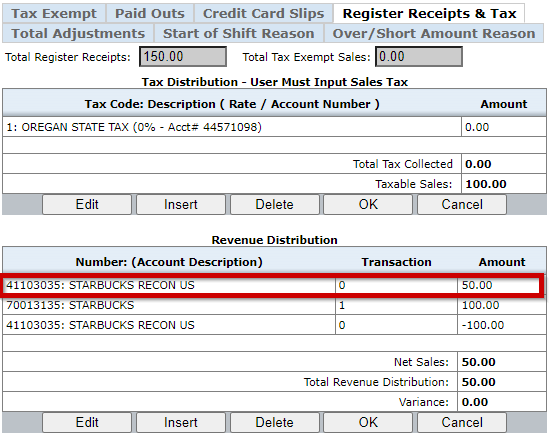 Tax Exempt Paid Outs Credit Card Slips Register Receipts & Tax
Total Adjustments Start of Shift Reason Over/Short Amount Reason
Total Register Receipts: 150.00 Total Tax Exempt Sales: 0.00
Tax Distribution - User Must Input Sales Tax
Tax Code: Description ( Rate / Account Number ) Amount
1: OREGAN STATE TAX (0% - Acct# 44571098) 0.00
Total Tax Collected 0.00
Taxable Sales: 100.00
Edit Insert Delete OK Cancel
Revenue Distribution
Number: (Account Description) Transaction Amount
41103035: STARBUCKS RECON US 0 50.00
70013135: STARBUCKS 1 100.00
41103035: STARBUCKS RECON US 0 -100.00
Net Sales: 50.00
Total Revenue Distribution: 50.00
Variance: 0.00
Edit Insert Delete OK Cancel